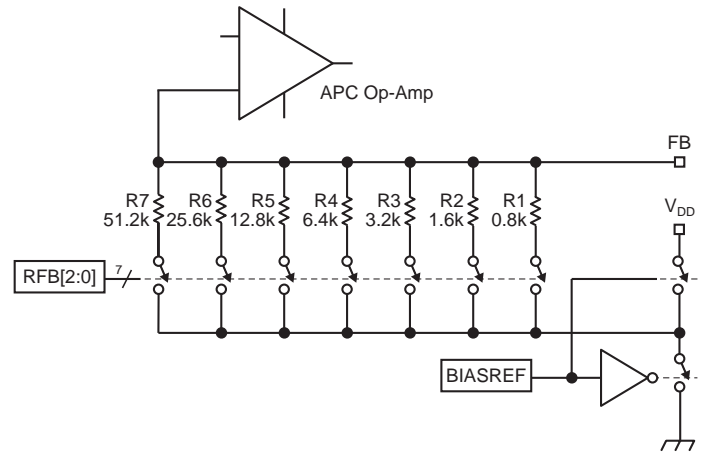 APC Op-Amp
FB
R7 R6 R5 R4 R3 R2 R1
51.2k 25.6k 12.8k 6.4k 3.2k 1.6k 0.8k
VDD
RFB[2:0]
7
BIASREF